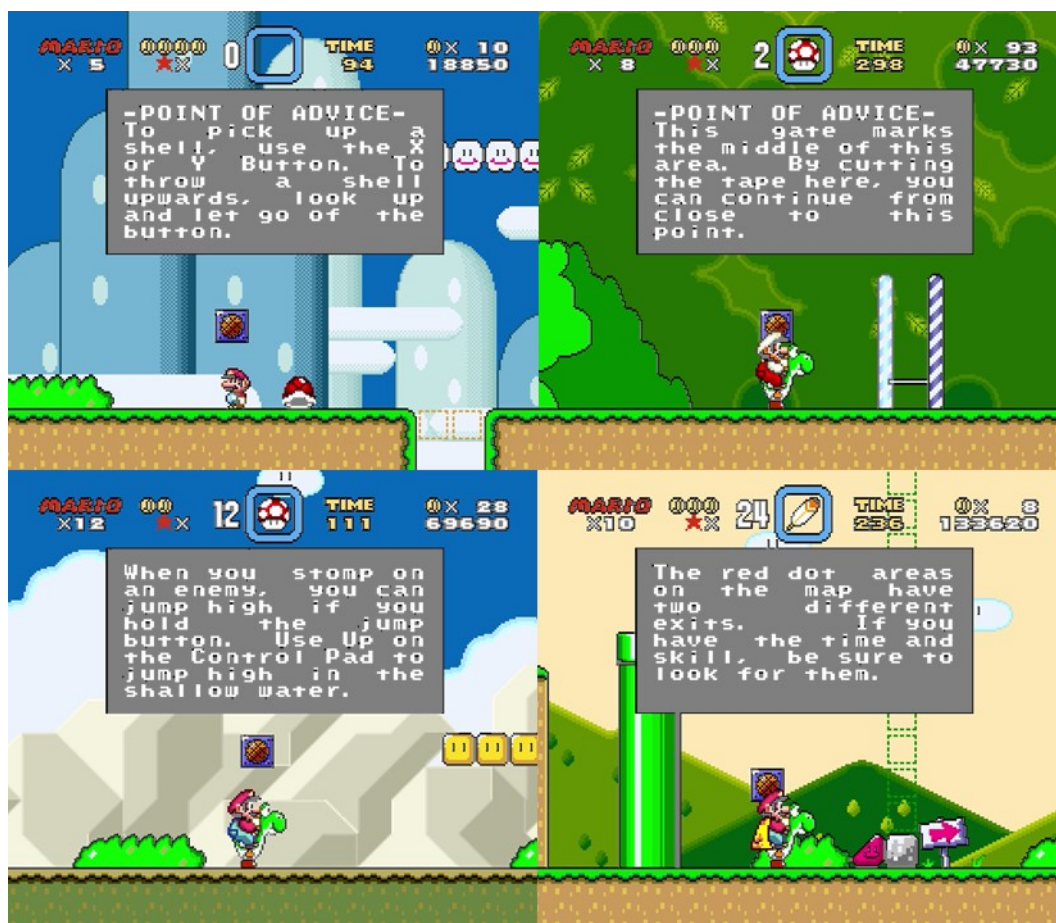 MARIO 0 TIME 0X 10
X 5 X 94 18850
-POINT OF ADVICE-
To pick up a
shell, use the X
or Y Button. To
throw a shell
upwards, look up
and let go of the
button.
MARIO 2 TIME 0X 93
X 8 X 298 47730
-POINT OF ADVICE-
This gate marks
the middle of this
area. By cutting
the tape here, you
can continue from
close to this
point.
MARIO 12 TIME 0X 28
X12 X 111 69690
When you stomp on
an enemy, you can
jump high if you
hold the jump
button. Use Up on
the Control Pad to
jump high in the
shallow water.
MARIO 24 TIME 0X 8
X10 X 236 133620
The red dot areas
on the map have
two different
exits. If you
have the time and
skill, be sure to
look for them.